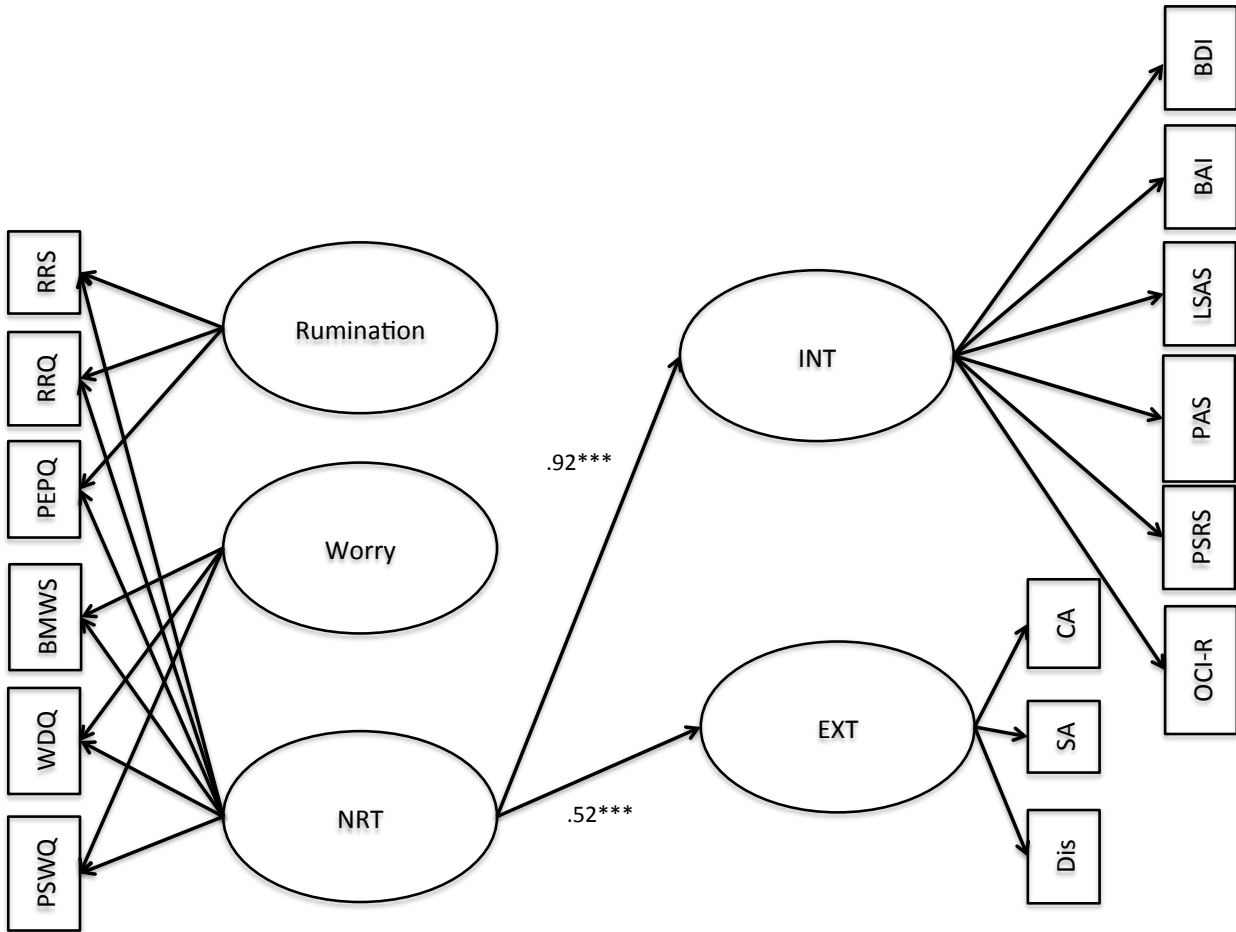 RRS
RRQ
PEPQ
BMWS
WDQ
PSWQ
Rumination
Worry
NRT
.92***
.52***
INT
EXT
BDI
BAI
LSAS
PAS
PSRS
OCI-R
CA
SA
Dis